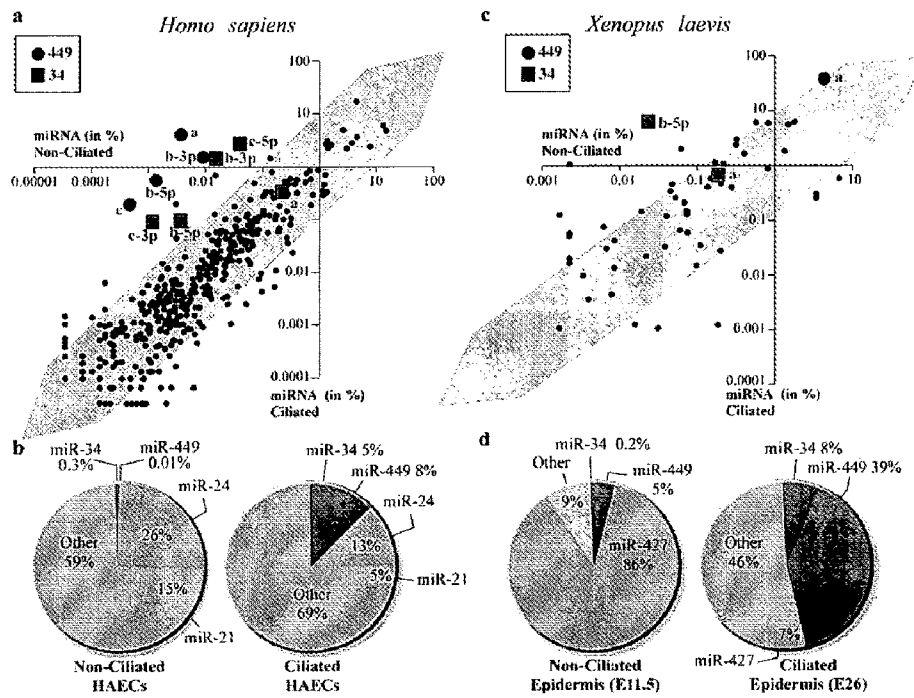 a
Homo sapiens
449
34
100
10
miRNA (in %)
Non-Ciliated
0.00001 0.0001 0.01 10 100
a
c-5p
b-3p b-3p
b-5p
c
c-3p b-5p
a
0.1
0.01
0.001
0.0001
miRNA (in %)
Ciliated
c
Xenopus laevis
449
34
100
a
10
b-5p
miRNA (in %)
Non-Ciliated
0.001 0.01 0.1 10
a
0.1
0.01
0.001
0.0001
miRNA (in %)
Ciliated
b
miR-34
0.3%
miR-449
0.01%
miR-24
26%
Other
59%
15%
miR-21
Non-Ciliated
HAECs
miR-34 5%
miR-449 8%
miR-24
13%
5%
miR-21
Other
69%
Ciliated
HAECs
d
miR-34 0.2%
miR-449
5%
Other
9%
miR-427
86%
Non-Ciliated
Epidermis (E11.5)
miR-34 8%
miR-449 39%
Other
46%
7%
miR-427
Ciliated
Epidermis (E26)